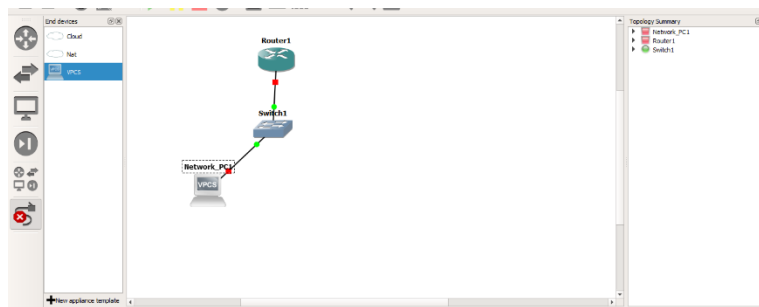 End devices
Cloud
Nat
VPCS
New appliance template
Router1
Switch1
Network_PC1
VPCS
Topology Summary
Network_PC1
Router1
Switch1